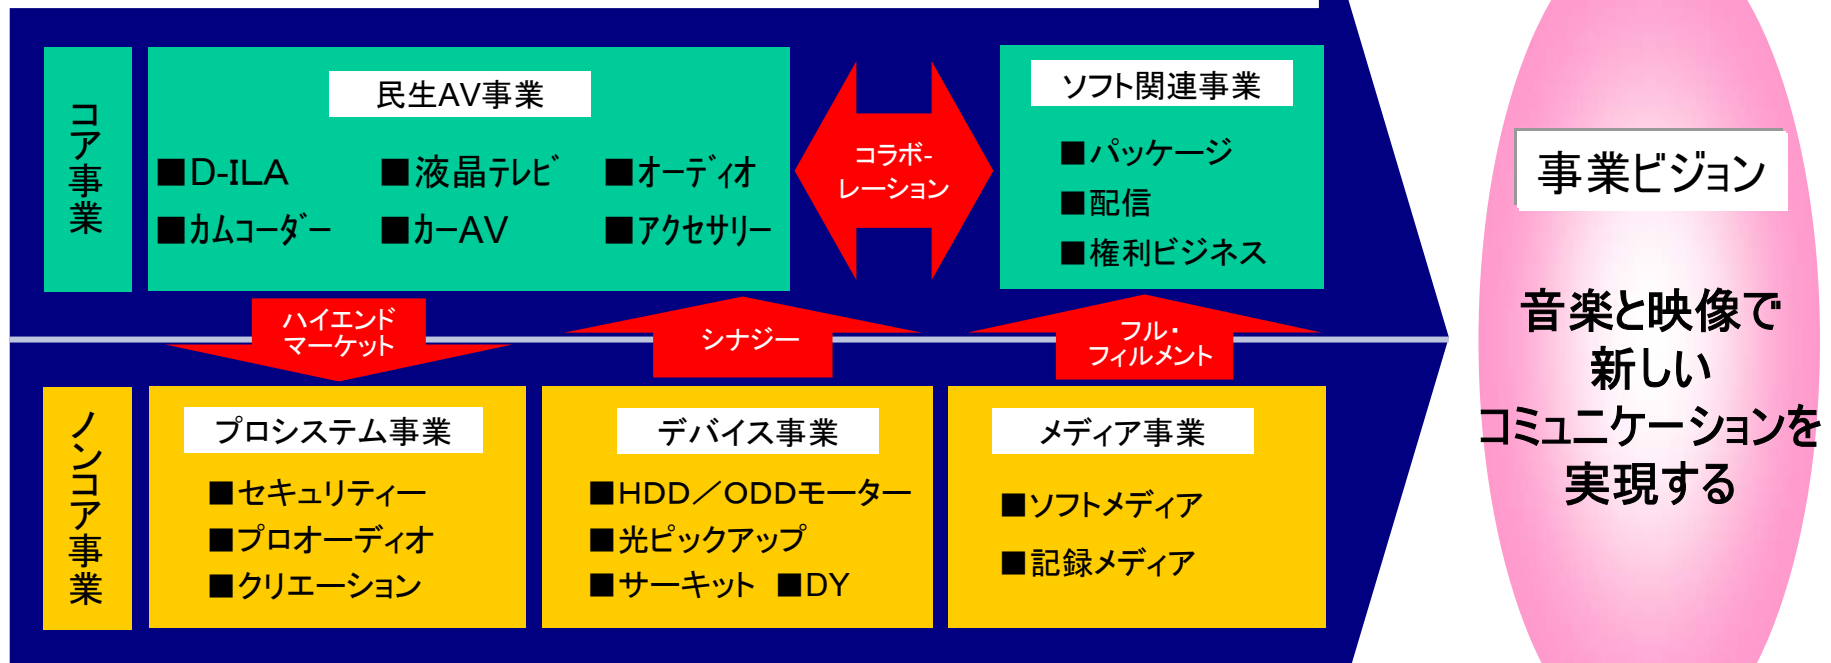 コア事業
民生AV事業
■D-ILA ■液晶テレビ ■オーディオ
■カムコーダー ■カーAV ■アクセサリー
コラボ-
レーション
ソフト関連事業
■パッケージ
■配信
■権利ビジネス
ハイエンド
マーケット
シナジー
フル・
フィルメント
ノンコア事業
プロシステム事業
■セキュリティー
■プロオーディオ
■クリエーション
デバイス事業
■HDD／ODDモーター
■光ピックアップ
■サーキット ■DY
メディア事業
■ソフトメディア
■記録メディア
事業ビジョン
音楽と映像で
新しい
コミュニケーションを
実現する